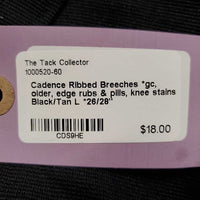 The Tack Collector
1000520-60
Cadence Ribbed Breeches *gc,
older, edge rubs & pills, knee stains
Black/Tan L *26/28"
CDS9HE
$18.00